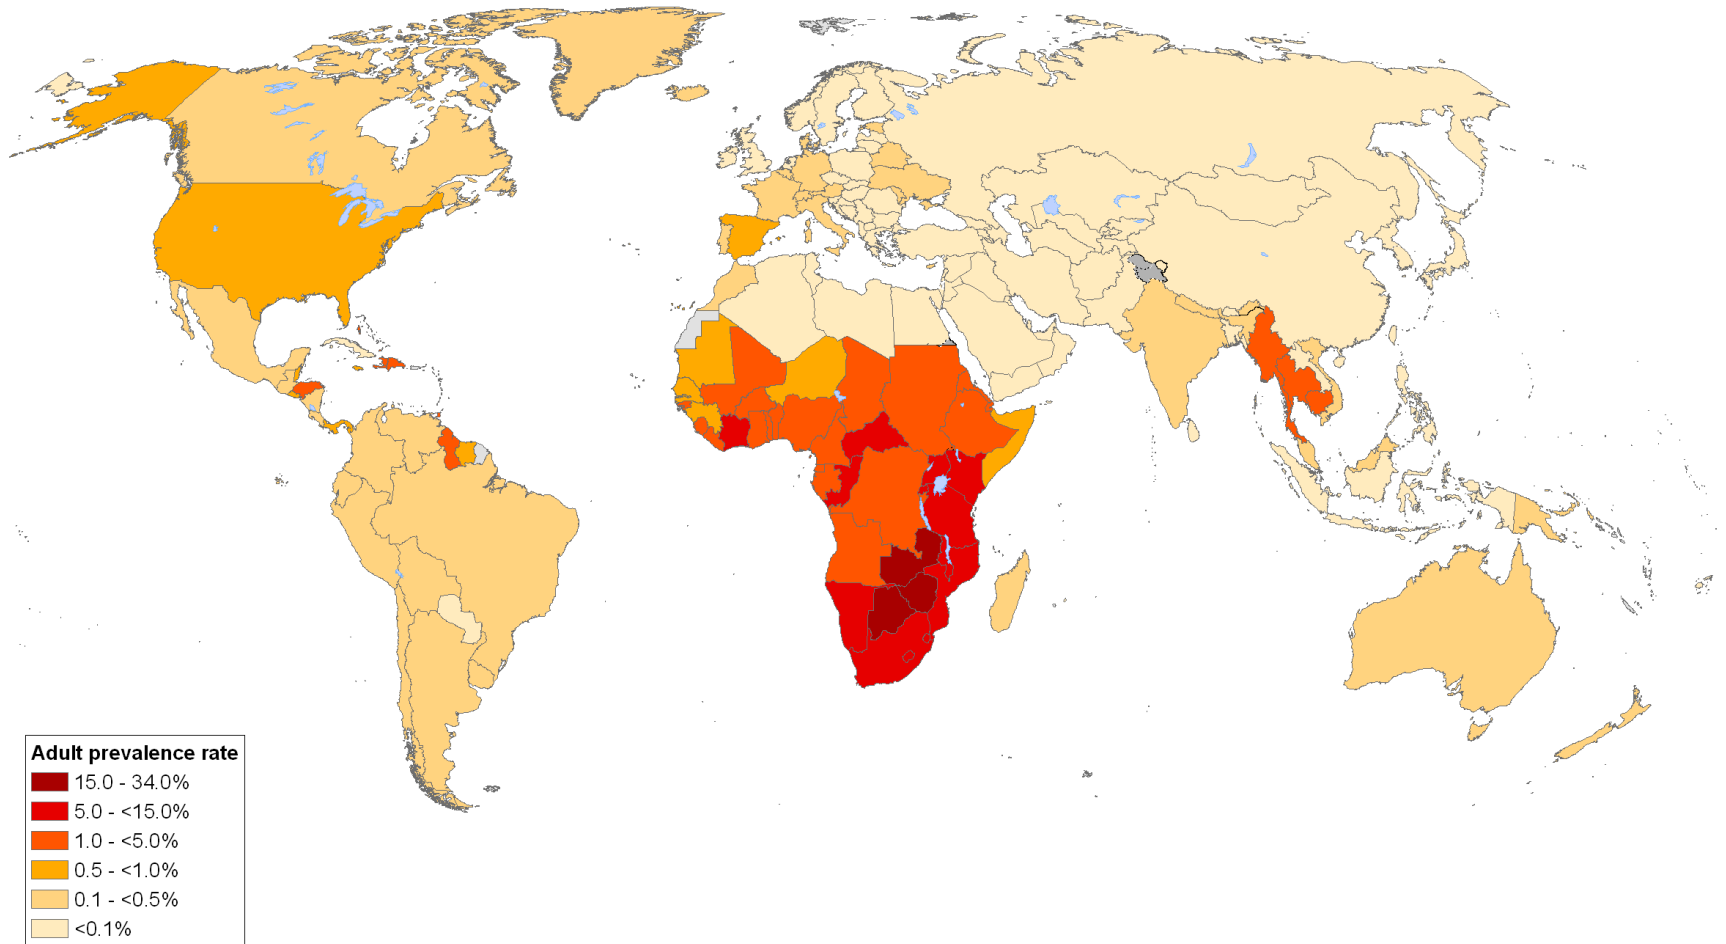 Adult prevalence rate
15.0 - 34.0%
5.0 - <15.0%
1.0 - <5.0%
0.5 - <1.0%
0.1 - <0.5%
<0.1%